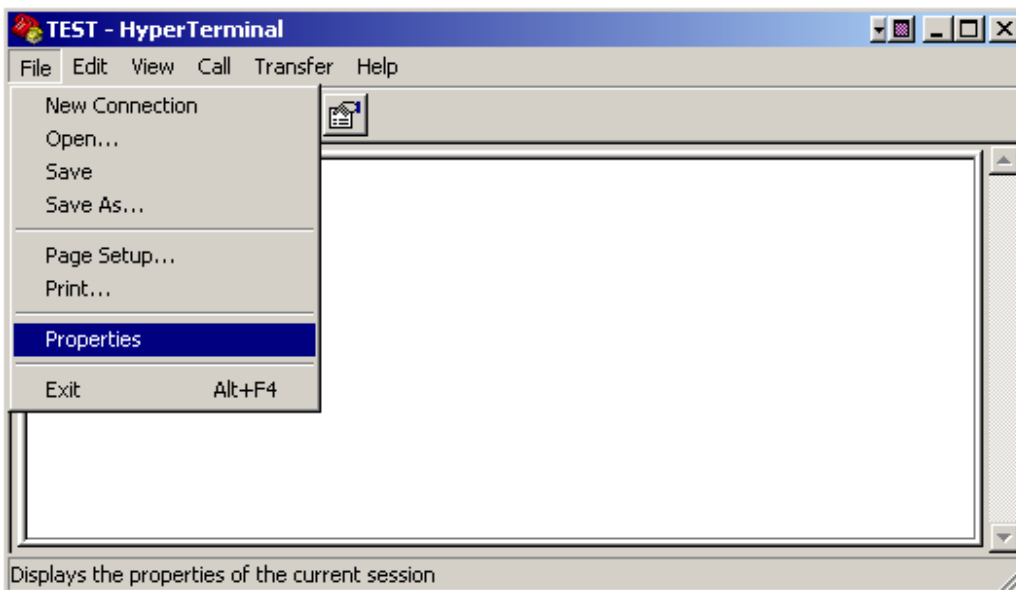 TEST - HyperTerminal
File Edit View Call Transfer Help
New Connection
Open...
Save
Save As...
Page Setup...
Print...
Properties
Exit Alt+F4
Displays the properties of the current session